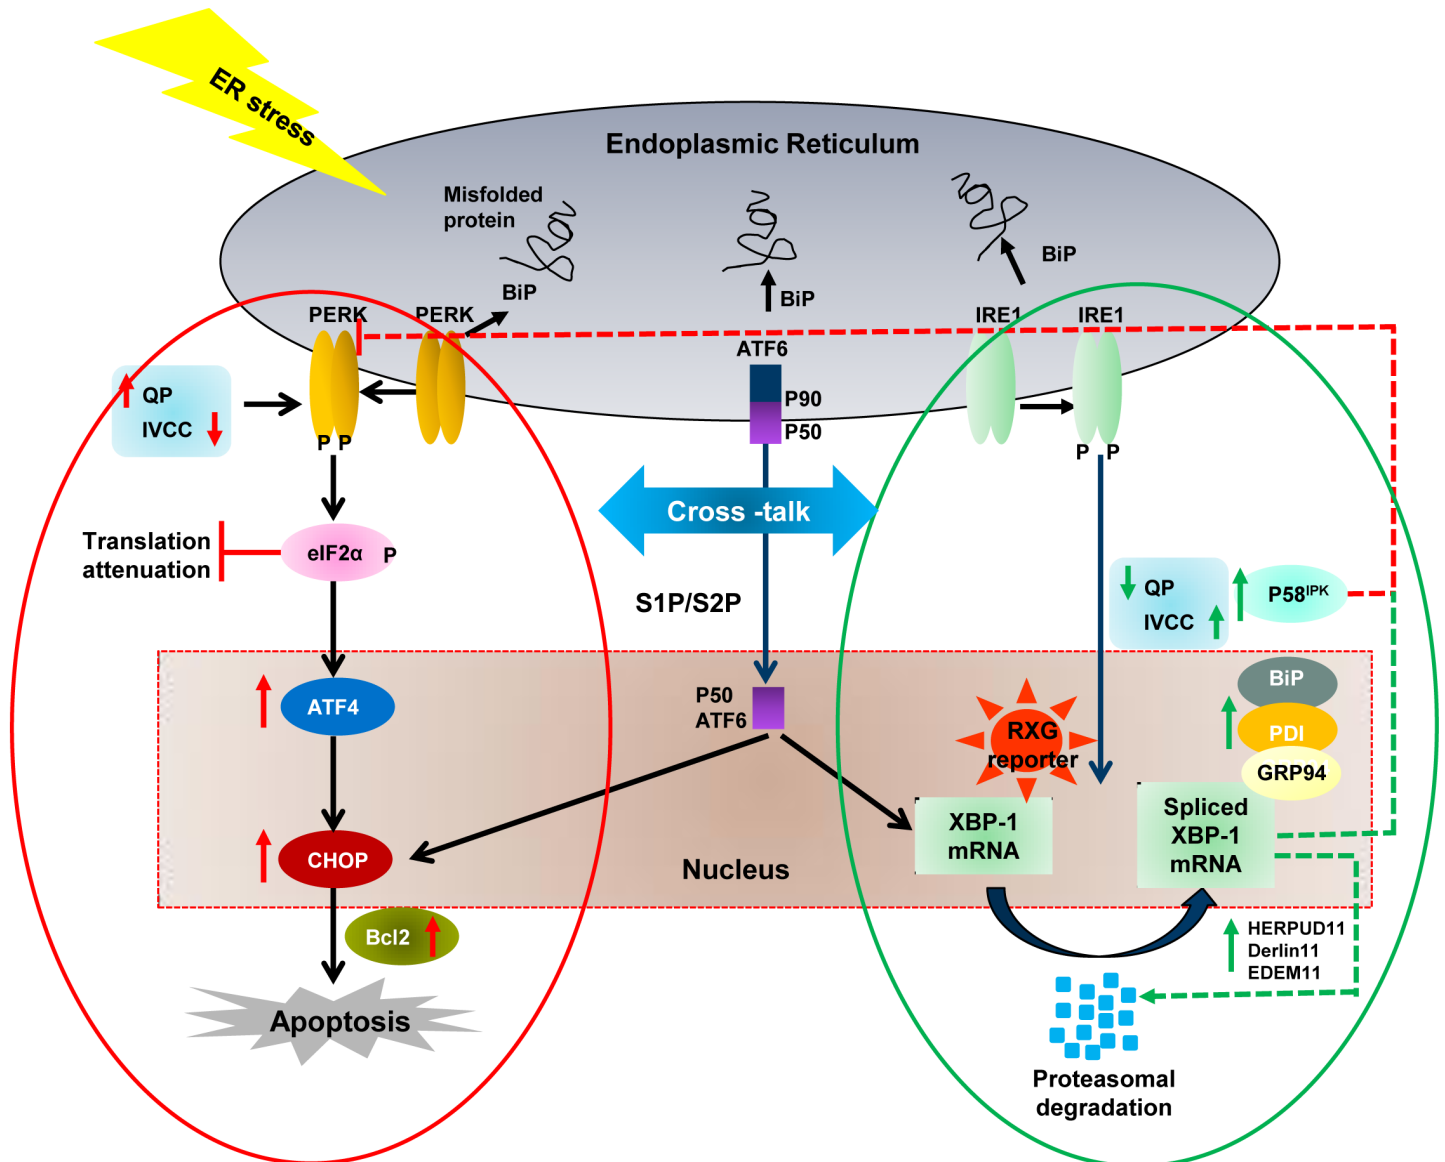 ER stress
Endoplasmic Reticulum
Misfolded
protein
BiP
BiP
BiP
PERK
PERK
IRE1
IRE1
ATF6
P90
P50
QP
IVCC
P P
P P
Cross -talk
Translation
attenuation
eIF2α
P
S1P/S2P
QP
IVCC
P58IPK
ATF4
P50
ATF6
RXG
reporter
BiP
PDI
GRP94
XBP-1
mRNA
Spliced
XBP-1
mRNA
CHOP
Nucleus
Bcl2
HERPUD11
Derlin11
EDEM11
Apoptosis
Proteasomal
degradation